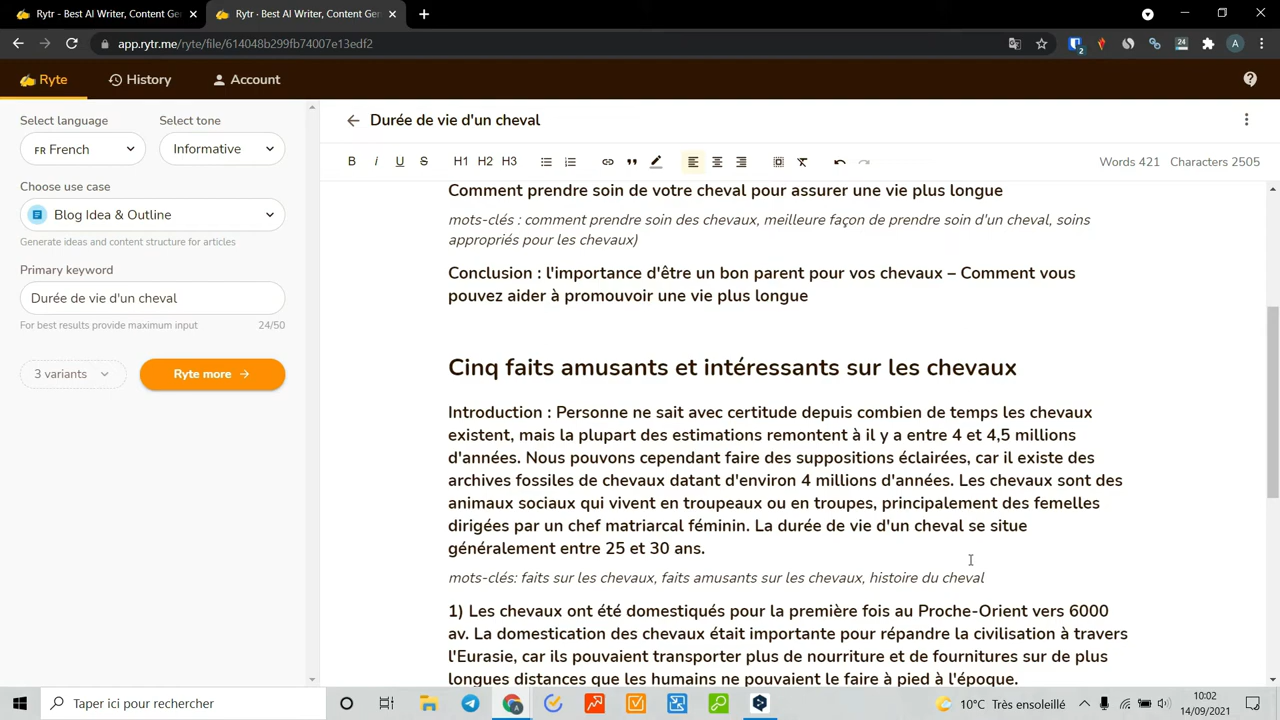 Rytr - Best AI Writer, Content Ger
Rytr - Best AI Writer, Content Ger
app.rytr.me/ryte/file/614048b299fb74007e13edf2
2
24
A
Ryte
History
Account
Select language
Select tone
FR French
Informative
Choose use case
Blog Idea & Outline
Generate ideas and content structure for articles
Primary keyword
Durée de vie d'un cheval
For best results provide maximum input
24/50
3 variants
Ryte more
Durée de vie d'un cheval
B i U S H1 H2 H3
Words 421 Characters 2505
Comment prendre soin de votre cheval pour assurer une vie plus longue
mots-clés : comment prendre soin des chevaux, meilleure façon de prendre soin d'un cheval, soins
appropriés pour les chevaux)
Conclusion : l'importance d'être un bon parent pour vos chevaux – Comment vous
pouvez aider à promouvoir une vie plus longue
Cinq faits amusants et intéressants sur les chevaux
Introduction : Personne ne sait avec certitude depuis combien de temps les chevaux
existent, mais la plupart des estimations remontent à il y a entre 4 et 4,5 millions
d'années. Nous pouvons cependant faire des suppositions éclairées, car il existe des
archives fossiles de chevaux datant d'environ 4 millions d'années. Les chevaux sont des
animaux sociaux qui vivent en troupeaux ou en troupes, principalement des femelles
dirigées par un chef matriarcal féminin. La durée de vie d'un cheval se situe
généralement entre 25 et 30 ans.
mots-clés: faits sur les chevaux, faits amusants sur les chevaux, histoire du cheval
1) Les chevaux ont été domestiqués pour la première fois au Proche-Orient vers 6000
av. La domestication des chevaux était importante pour répandre la civilisation à travers
l'Eurasie, car ils pouvaient transporter plus de nourriture et de fournitures sur de plus
longues distances que les humains ne pouvaient le faire à pied à l'époque.
Taper ici pour rechercher
10°C Très ensoleillé
10:02
14/09/2021